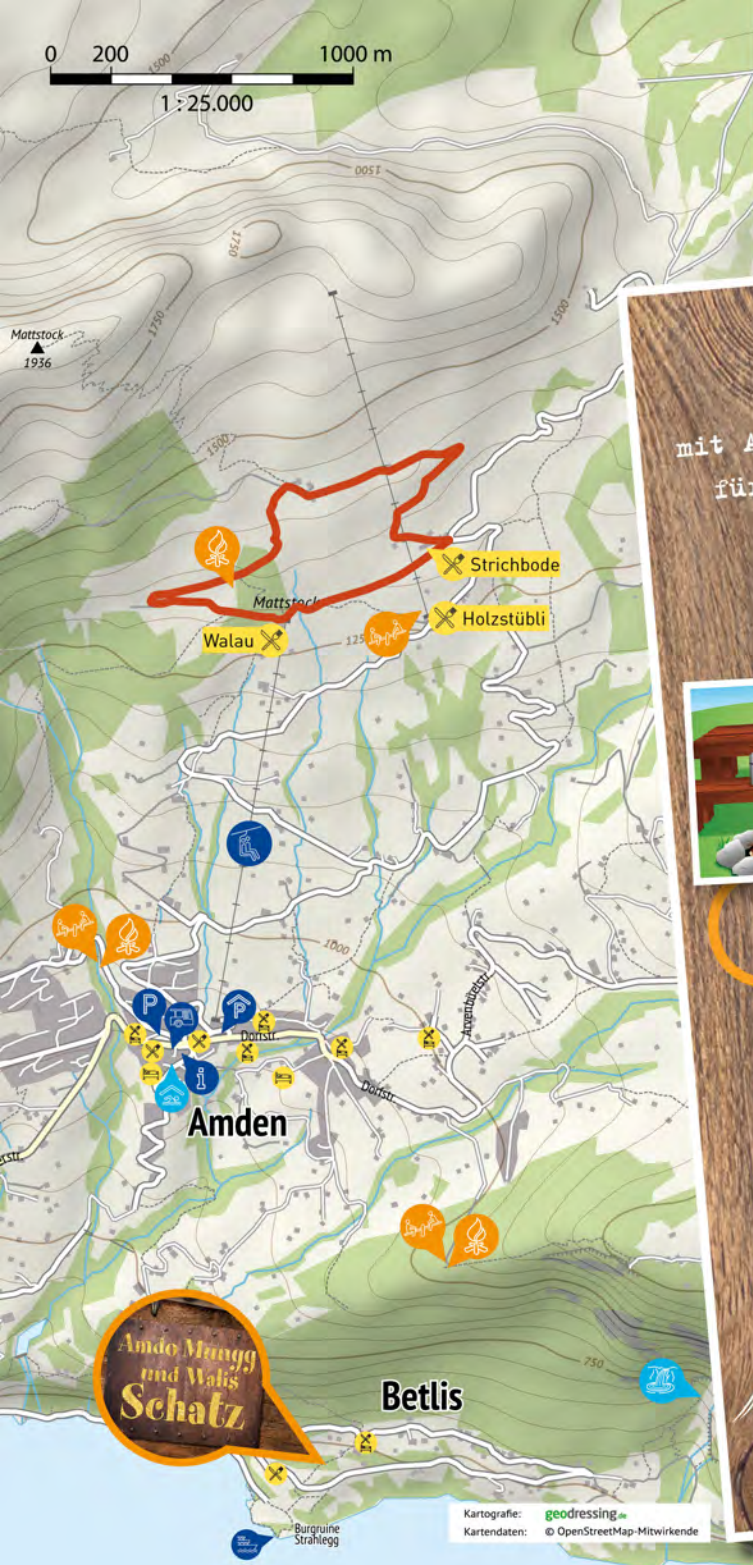 0 200 1000 m
1 : 25.000
1500
1500
1750
1500
1750
Mattstock
1936
1500
mit A
für
Strichbode
Mattstock
Holzstübli
Walau
125
1000
P
P
Arvenbüelstr.
Dorfstr.
i
Dorfstr.
Amden
erstr.
Amdo Mungg
und Walis
Schatz
750
Betlis
Burgruine
Strahlegg
Kartografie: geodressing.de
Kartendaten: © OpenStreetMap-Mitwirkende